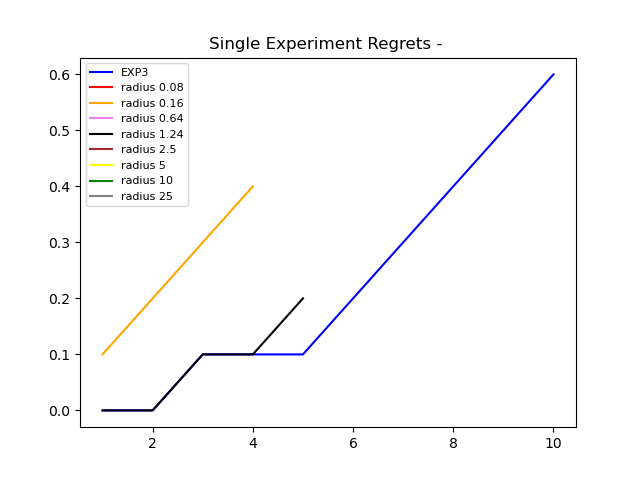 Single Experiment Regrets -
EXP3
radius 0.08
radius 0.16
radius 0.64
radius 1.24
radius 2.5
radius 5
radius 10
radius 25
0.6
0.5
0.4
0.3
0.2
0.1
0.0
2 4 6 8 10